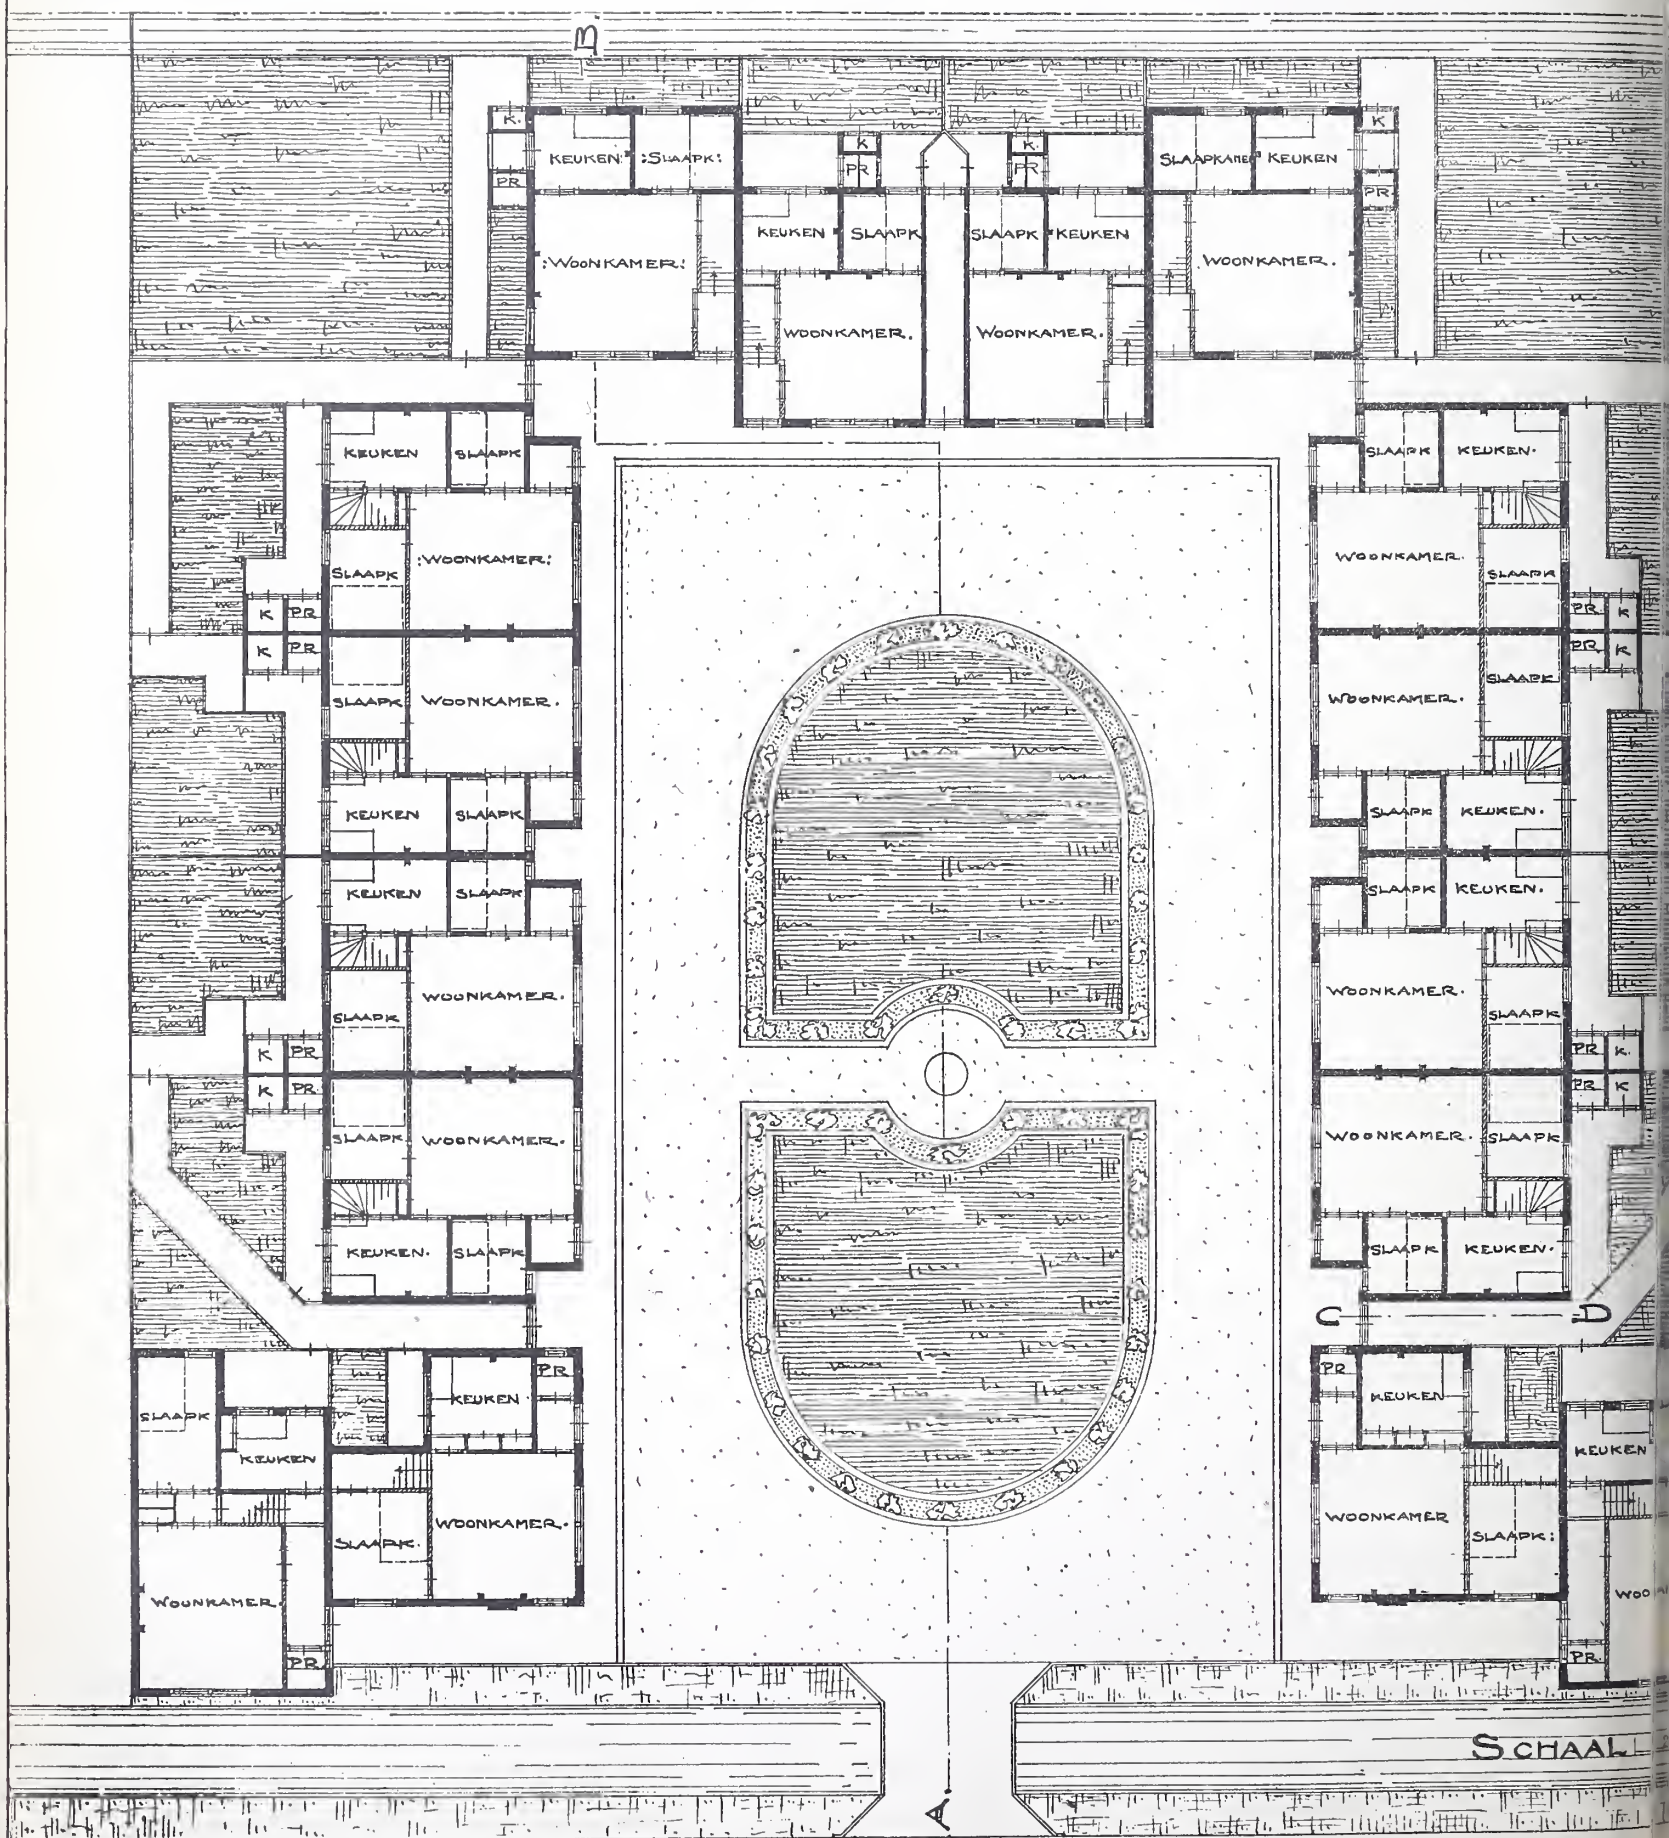 B.
K. K K. K
PR PR
KEUKEN :SLAAPK: SLAAPKAMER KEUKEN
PR. PR.
KEUKEN SLAAPK SLAAPK KEUKEN
:WOONKAMER: WOONKAMER.
WOONKAMER. WOONKAMER.
KEUKEN SLAAPK SLAAPK KEUKEN.
:WOONKAMER: WOONKAMER.
SLAAPK SLAAPK
K PR. PR. K
K PR. PR. K
SLAAPK WOONKAMER. WOONKAMER. SLAAPK
KEUKEN SLAAPK SLAAPK KEUKEN.
KEUKEN SLAAPK SLAAPK KEUKEN.
WOONKAMER. WOONKAMER.
SLAAPK SLAAPK
K PR. PR. K.
K PR. PR. K
SLAAPK WOONKAMER. WOONKAMER. SLAAPK
KEUKEN. SLAAPK SLAAPK KEUKEN.
C D
PR PR
SLAAPK KEUKEN KEUKEN
KEUKEN KEUKEN
SLAAPK. WOONKAMER. WOONKAMER SLAAPK:
WOONKAMER. WOO
PR. PR.
SCHAAL
A.